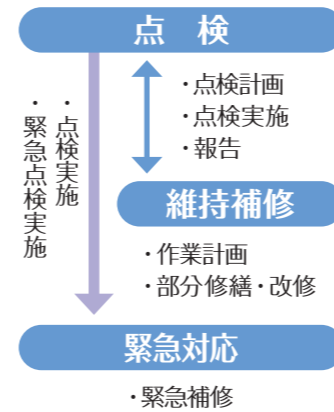 点 検
・点検計画
・点検実施
・報告
・点検実施
・緊急点検実施
維持補修
・作業計画
・部分修繕・改修
緊急対応
・緊急補修